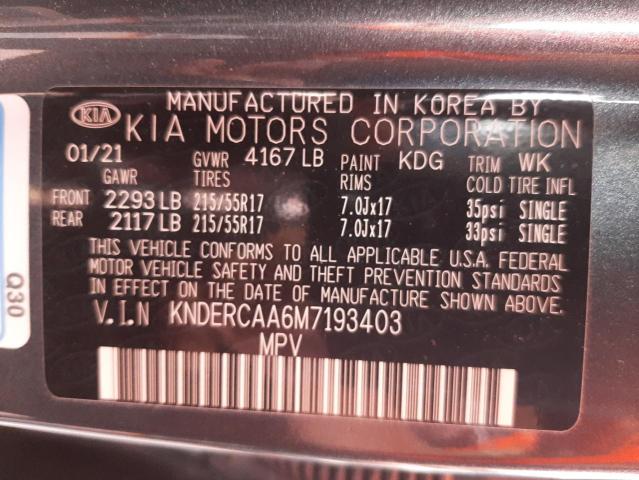 MANUFACTURED IN KOREA BY
KIA KIA MOTORS CORPORATION
01/21 GVWR 4167 LB PAINT KDG TRIM WK
GAWR TIRES RIMS COLD TIRE INFL
FRONT 2293 LB 215/55R17 7.0Jx17 35psi SINGLE
REAR 2117 LB 215/55R17 7.0Jx17 33psi SINGLE
THIS VEHICLE CONFORMS TO ALL APPLICABLE U.S.A. FEDERAL
MOTOR VEHICLE SAFETY AND THEFT PREVENTION STANDARDS
IN EFFECT ON THE DATE OF MANUFACTURE SHOWN ABOVE.
V.I.N KNDERCAA6M7193403
MPV
Q30